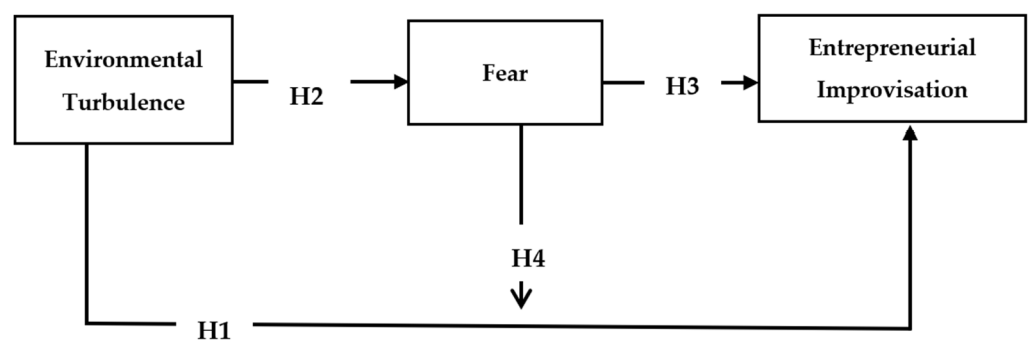 Environmental
Turbulence
H2
Fear
H3
Entrepreneurial
Improvisation
H4
H1